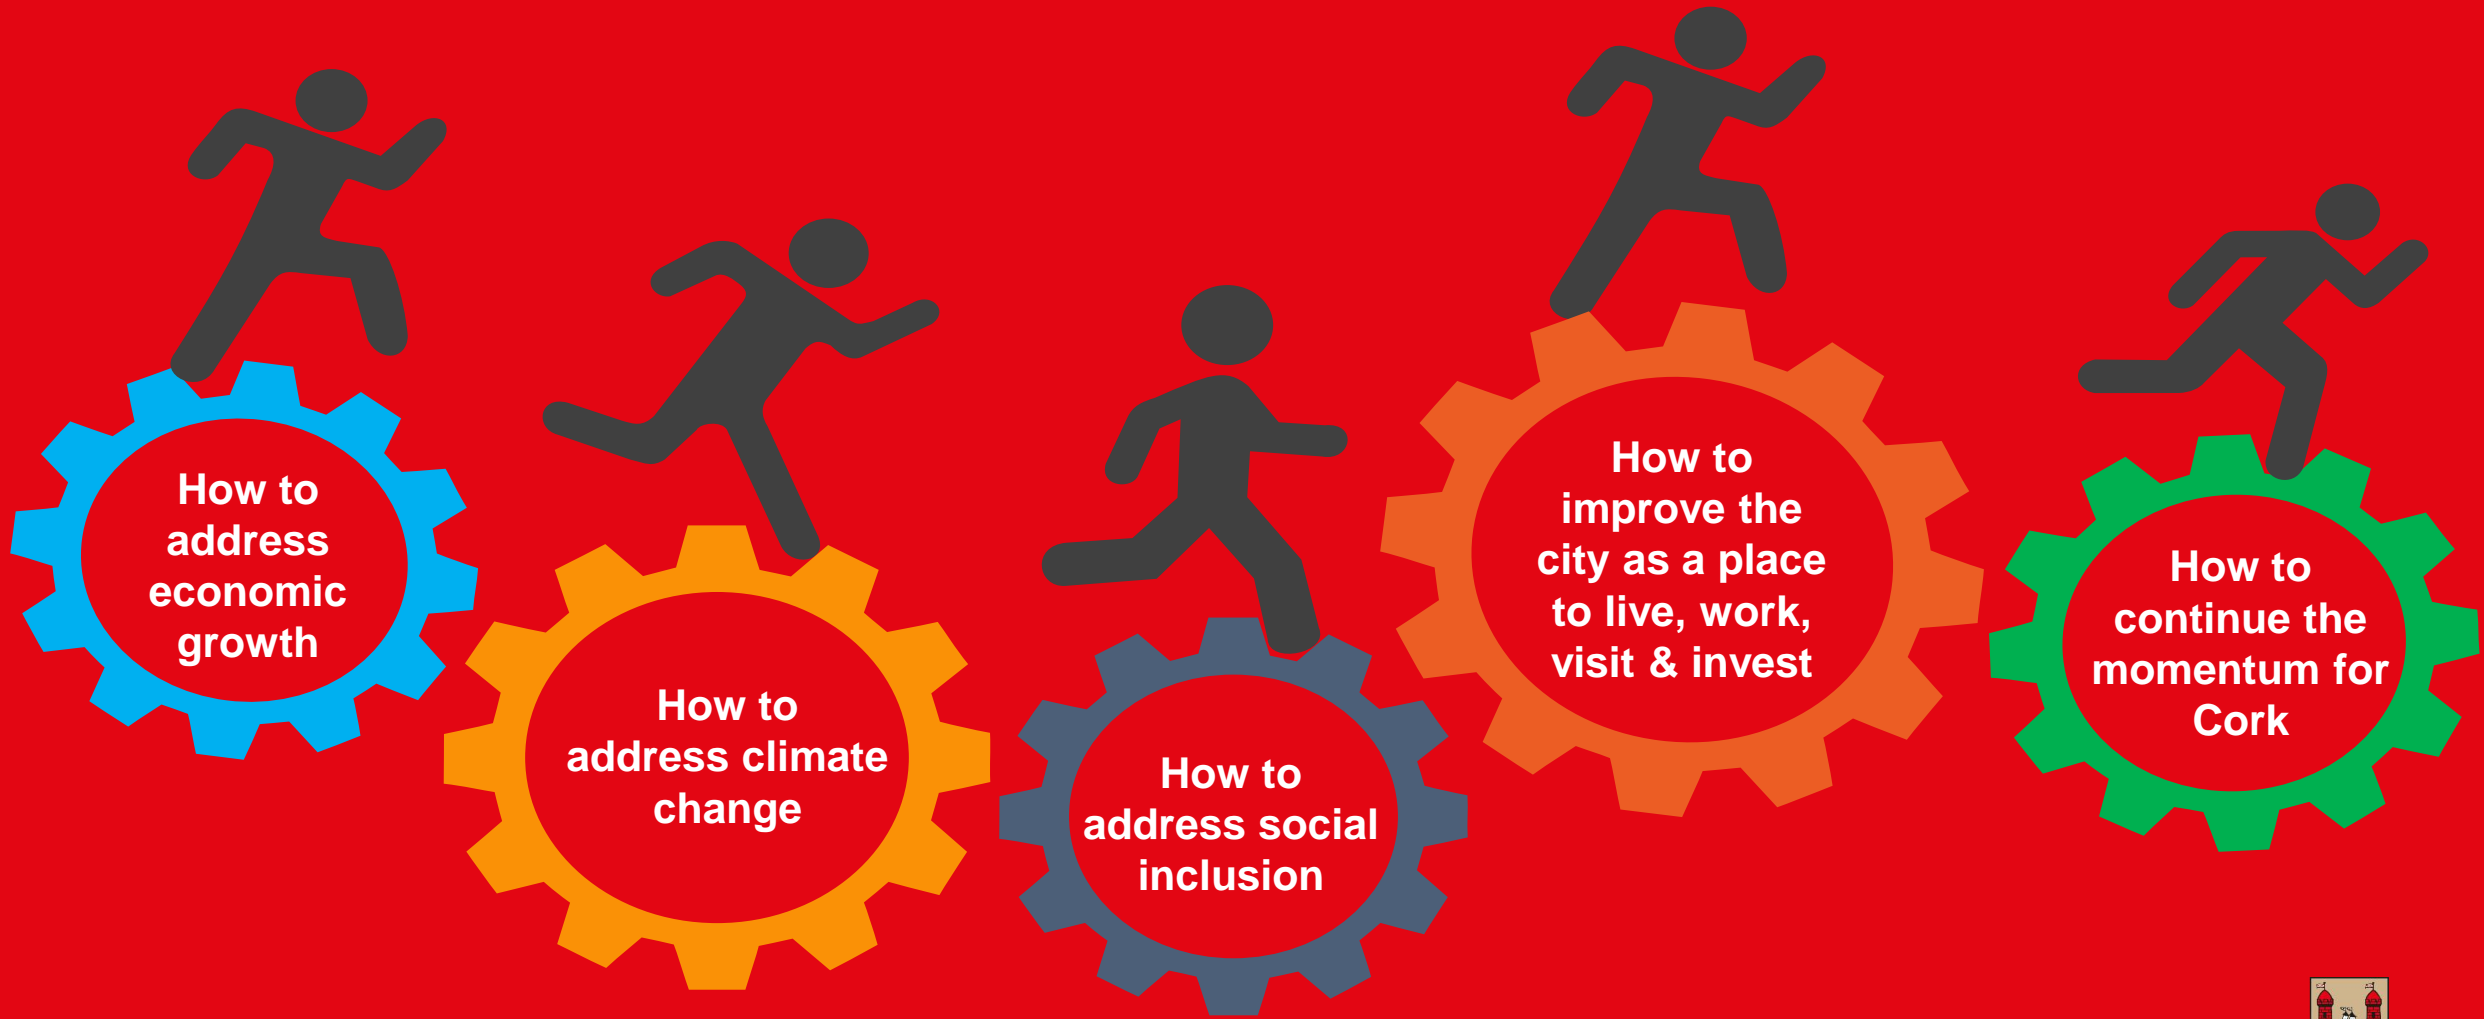 How to
address
economic
growth
How to
address climate
change
How to
address social
inclusion
How to
improve the
city as a place
to live, work,
visit & invest
How to
continue the
momentum for
Cork